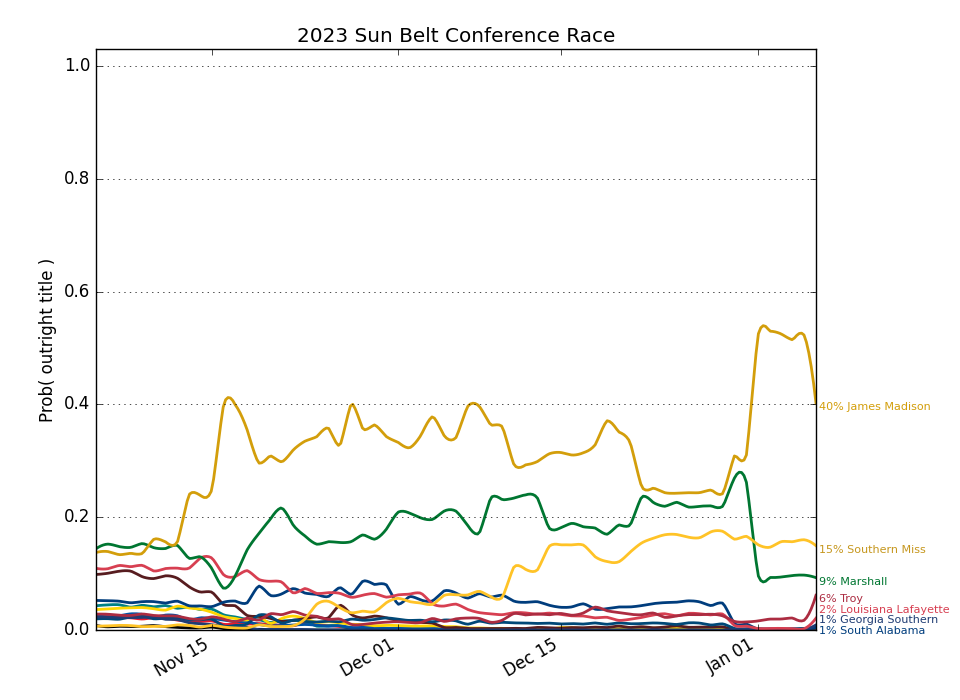 2023 Sun Belt Conference Race
Prob( outright title )
1.0
0.8
0.6
0.4
0.2
0.0
Nov 15
Dec 01
Dec 15
Jan 01
40% James Madison
15% Southern Miss
9% Marshall
6% Troy
2% Louisiana Lafayette
1% Georgia Southern
1% South Alabama